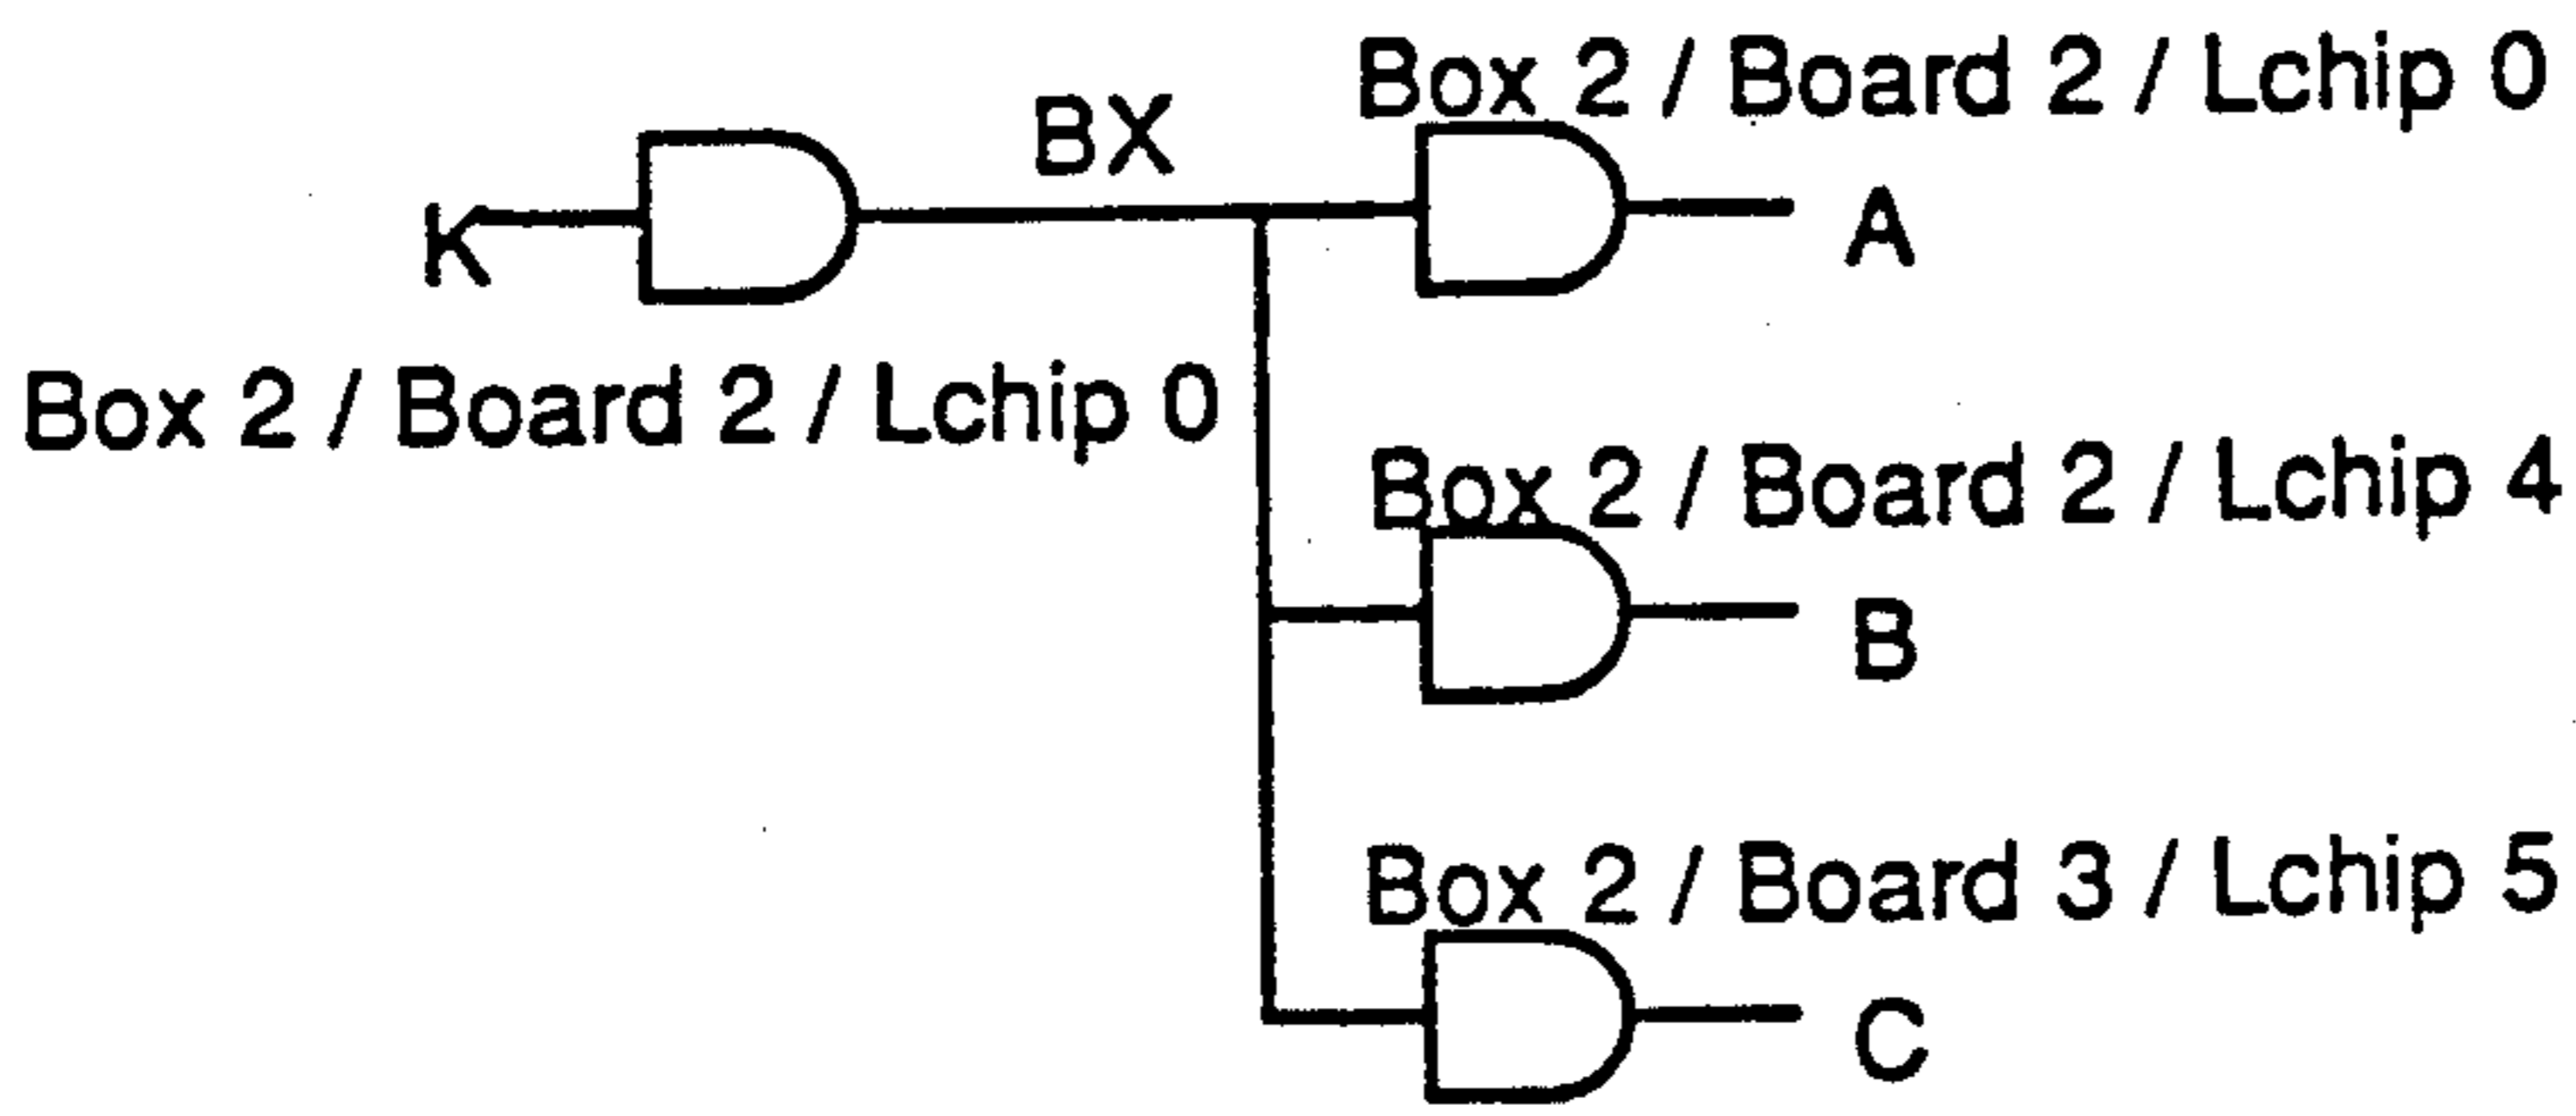 Box 2 / Board 2 / Lchip 0
BX
K
A
Box 2 / Board 2 / Lchip 0
Box 2 / Board 2 / Lchip 4
B
Box 2 / Board 3 / Lchip 5
C